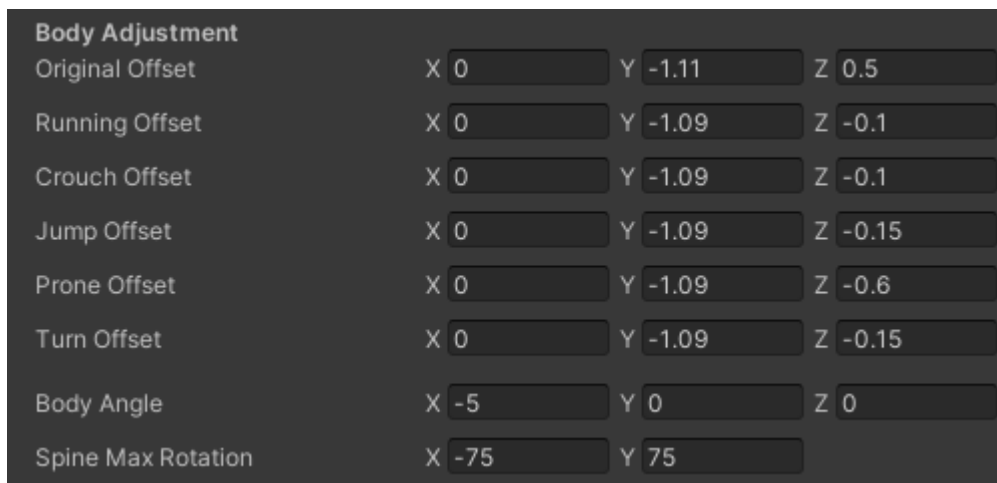 Body Adjustment
Original Offset X 0 Y -1.11 Z 0.5
Running Offset X 0 Y -1.09 Z -0.1
Crouch Offset X 0 Y -1.09 Z -0.1
Jump Offset X 0 Y -1.09 Z -0.15
Prone Offset X 0 Y -1.09 Z -0.6
Turn Offset X 0 Y -1.09 Z -0.15
Body Angle X -5 Y 0 Z 0
Spine Max Rotation X -75 Y 75